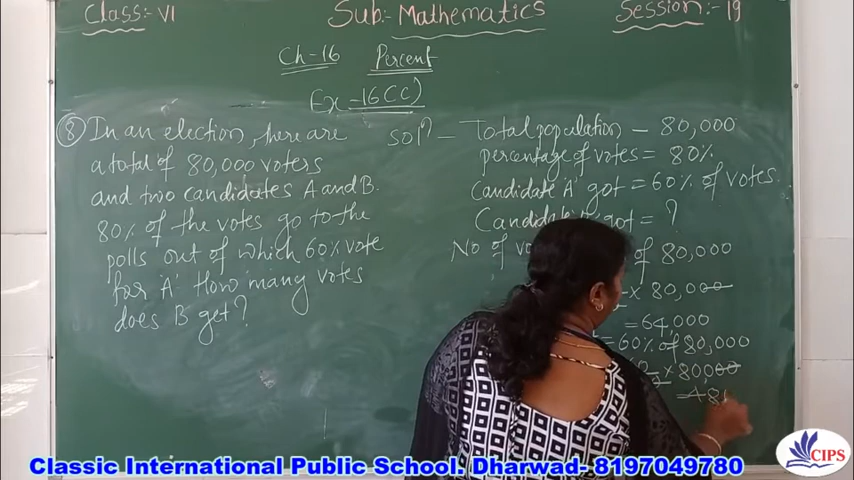 Class:- VI
Sub:- Mathematics
Session:- 19
Ch-16 Percent
Ex-16(C)
8 In an election, there are
a total of 80,000 voters
and two candidates A and B.
80% of the votes go to the
polls out of which 60% vote
for A' How many votes
does B get?
Solⁿ - Total population - 80,000
percentage of votes = 80%
Candidate A' got = 60% of votes
Candidate got = ?
No of of 80,000
x 80,000
= 64,000
= 60% of 80,000
x 80,000
= 48
Classic International Public School, Dharwad- 8197049780
CIPS